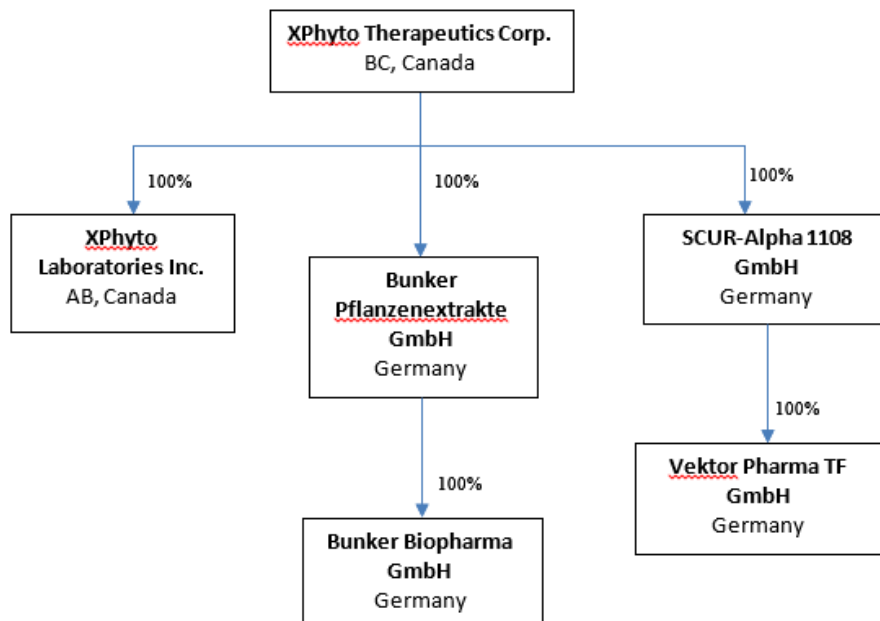 XPhyto Therapeutics Corp.
BC, Canada
100%
100%
100%
XPhyto
Laboratories Inc.
AB, Canada
Bunker
Pflanzenextrakte
GmbH
Germany
SCUR-Alpha 1108
GmbH
Germany
100%
100%
Bunker Biopharma
GmbH
Germany
Vektor Pharma TF
GmbH
Germany